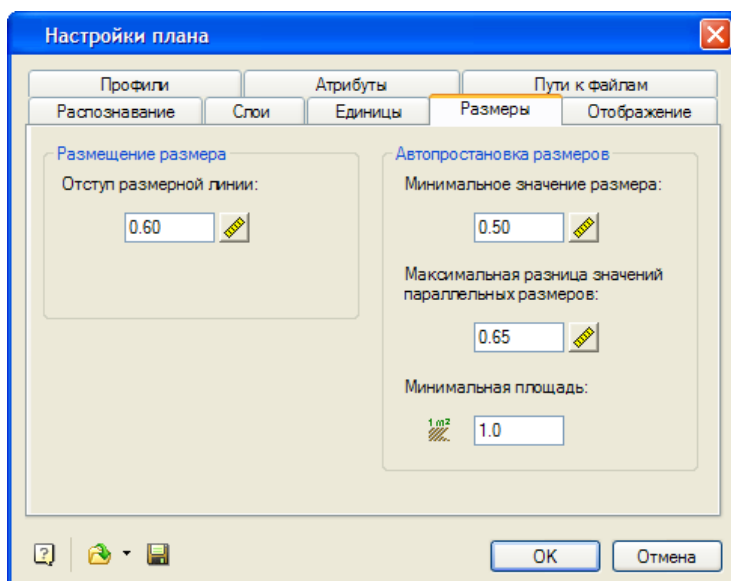 Настройки плана
Профили
Атрибуты
Пути к файлам
Распознавание
Слои
Единицы
Размеры
Отображение
Размещение размера
Отступ размерной линии:
0.60
Автопростановка размеров
Минимальное значение размера:
0.50
Максимальная разница значений
параллельных размеров:
0.65
Минимальная площадь:
1 m2
1.0
OK
Отмена